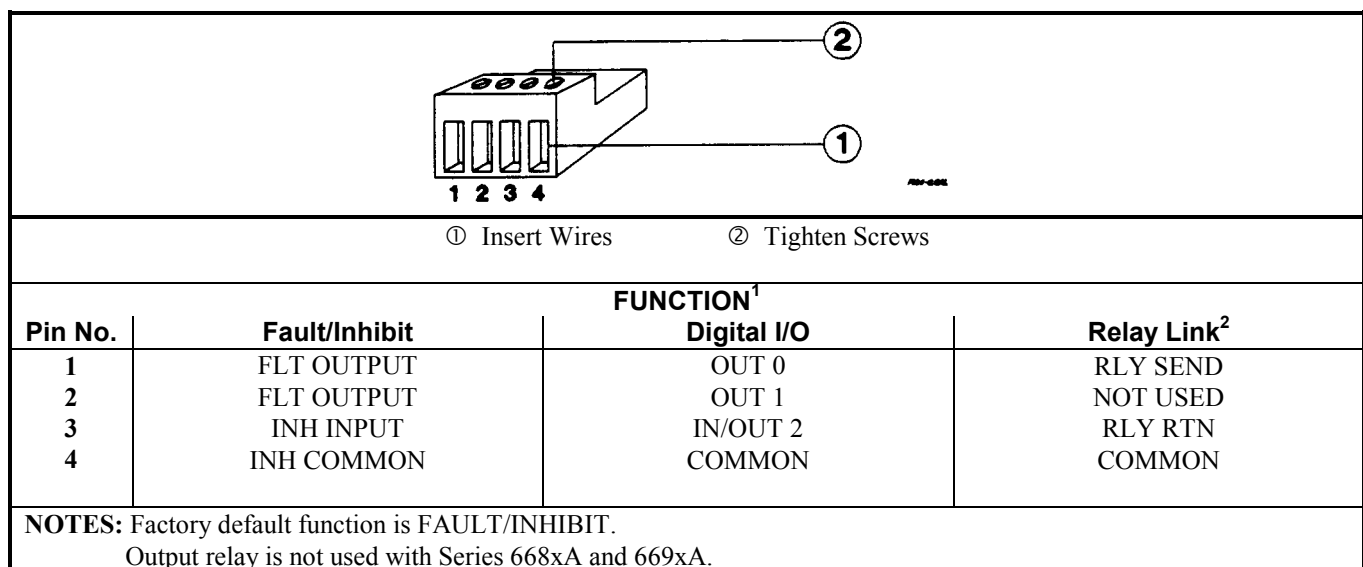 2
1
1 2 3 4
① Insert Wires ② Tighten Screws
FUNCTION¹
Pin No. Fault/Inhibit Digital I/O Relay Link²
1 FLT OUTPUT OUT 0 RLY SEND
2 FLT OUTPUT OUT 1 NOT USED
3 INH INPUT IN/OUT 2 RLY RTN
4 INH COMMON COMMON COMMON
NOTES: Factory default function is FAULT/INHIBIT.
Output relay is not used with Series 668xA and 669xA.